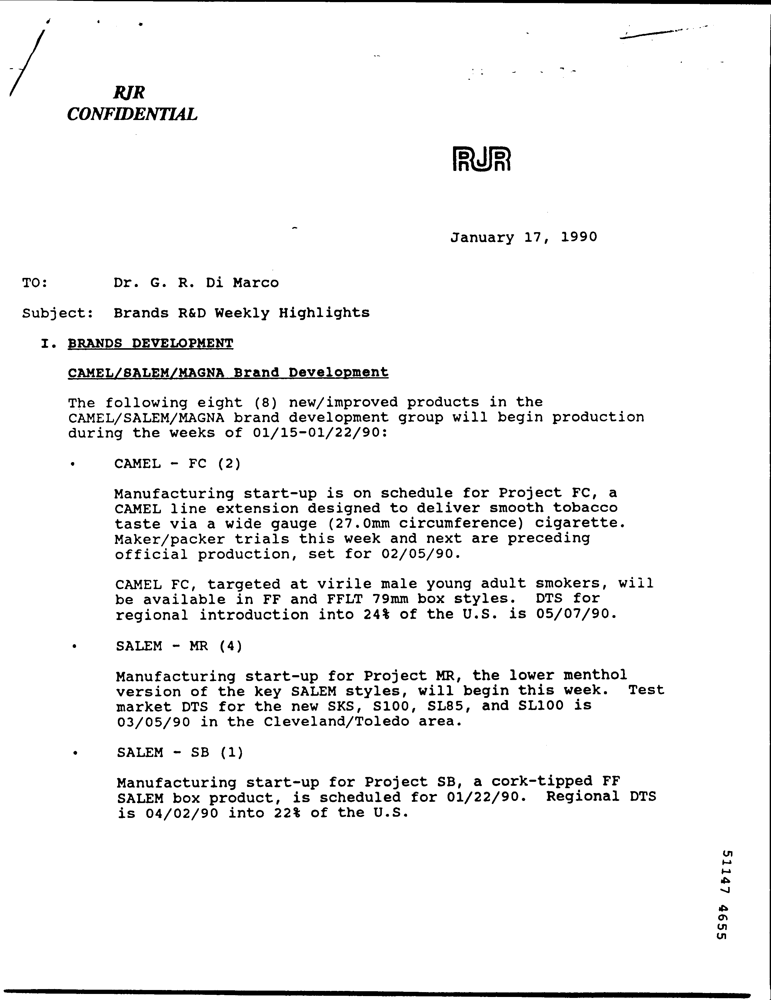 RJR
CONFIDENTIAL
RJR
January 17, 1990
TO: Dr. G. R. Di Marco
Subject: Brands R&D Weekly Highlights
I. BRANDS DEVELOPMENT
CAMEL/SALEM/MAGNA Brand Development
The following eight (8) new/improved products in the
CAMEL/SALEM/MAGNA brand development group will begin production
during the weeks of 01/15-01/22/90:
• CAMEL - FC (2)
Manufacturing start-up is on schedule for Project FC, a
CAMEL line extension designed to deliver smooth tobacco
taste via a wide gauge (27.0mm circumference) cigarette.
Maker/packer trials this week and next are preceding
official production, set for 02/05/90.
CAMEL FC, targeted at virile male young adult smokers, will
be available in FF and FFLT 79mm box styles. DTS for
regional introduction into 24% of the U.S. is 05/07/90.
• SALEM - MR (4)
Manufacturing start-up for Project MR, the lower menthol
version of the key SALEM styles, will begin this week. Test
market DTS for the new SKS, S100, SL85, and SL100 is
03/05/90 in the Cleveland/Toledo area.
• SALEM - SB (1)
Manufacturing start-up for Project SB, a cork-tipped FF
SALEM box product, is scheduled for 01/22/90. Regional DTS
is 04/02/90 into 22% of the U.S.
51147 4655